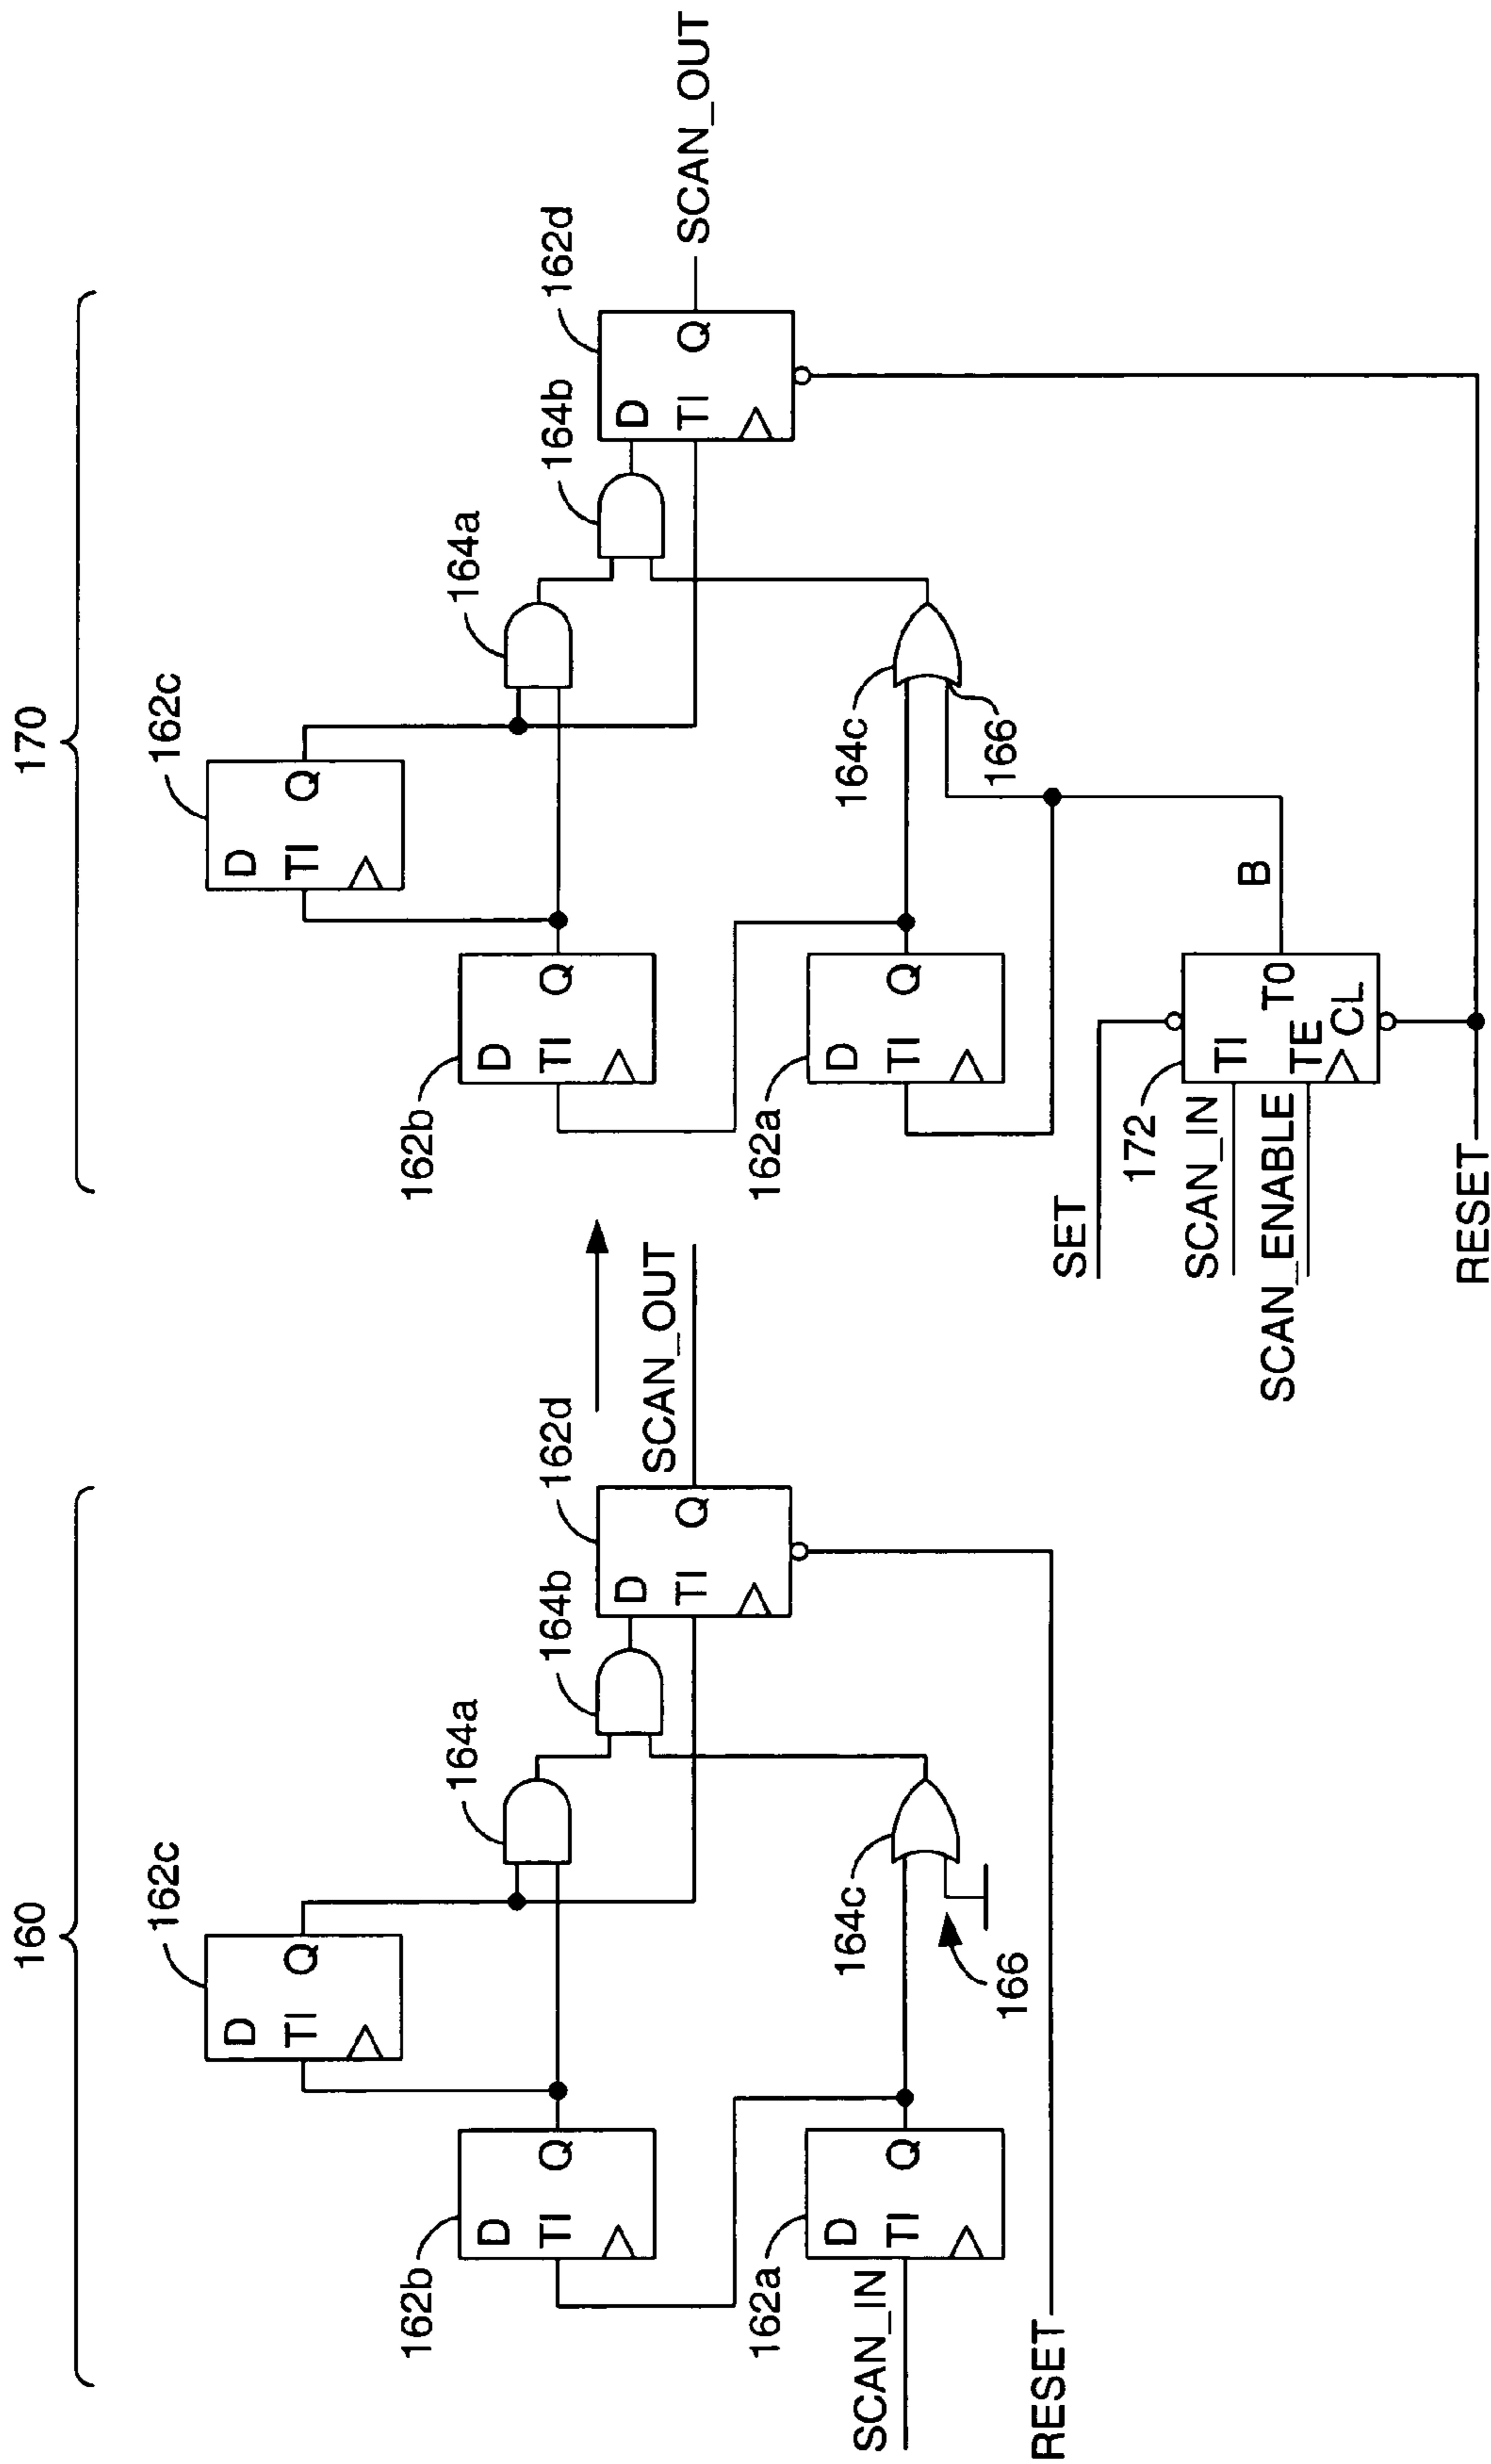 160
162c
D
TI
Q
164a
164b
162d
D
TI
Q
SCAN_OUT
162b
D
TI
Q
164c
166
162a
D
TI
Q
SCAN_IN
RESET
170
162c
D
TI
Q
164a
164b
162d
D
TI
Q
SCAN_OUT
162b
D
TI
Q
164c
166
162a
D
TI
Q
B
SET
172
SCAN_IN
SCAN_ENABLE
TI
TE
T0
CL
RESET